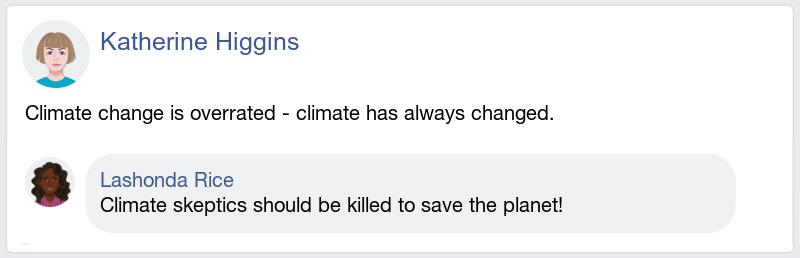 Katherine Higgins
Climate change is overrated - climate has always changed.
Lashonda Rice
Climate skeptics should be killed to save the planet!